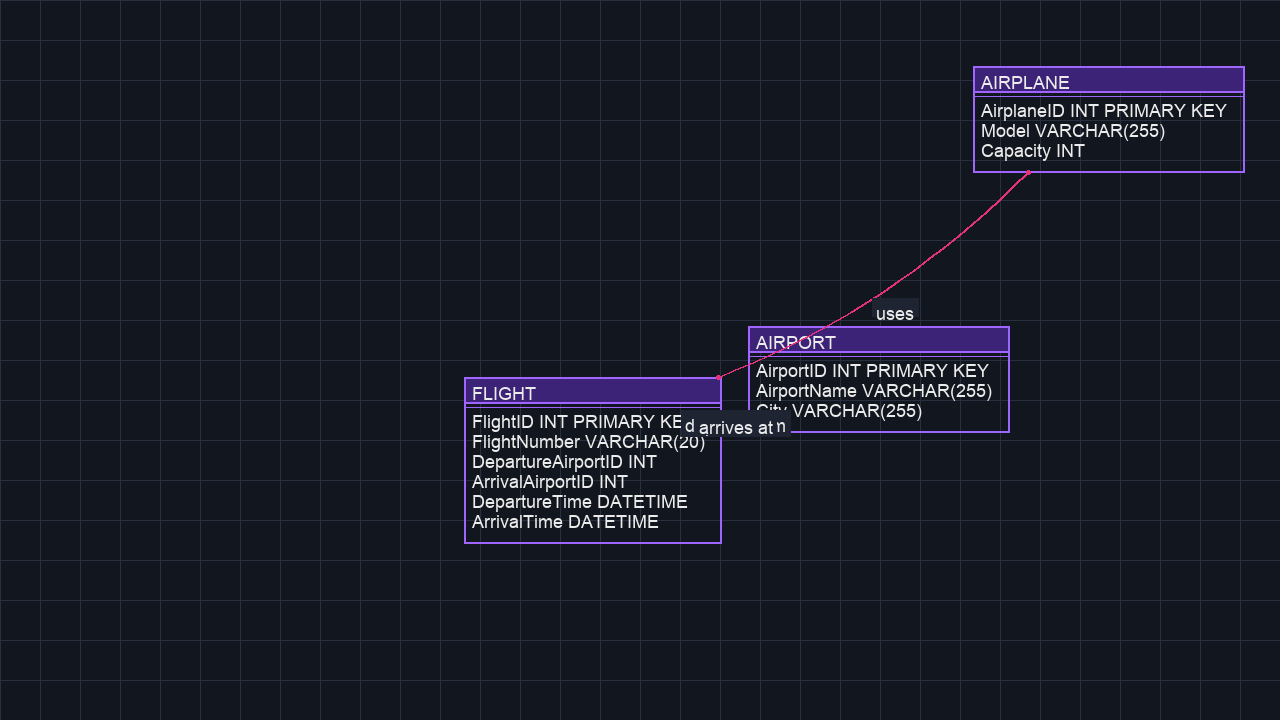 AIRPLANE
AirplaneID INT PRIMARY KEY
Model VARCHAR(255)
Capacity INT
uses
AIRPORT
AirportID INT PRIMARY KEY
AirportName VARCHAR(255)
City VARCHAR(255)
FLIGHT
FlightID INT PRIMARY
FlightNumber VARCHAR(20)
DepartureAirportID INT
ArrivalAirportID INT
DepartureTime DATETIME
ArrivalTime DATETIME
arrives at